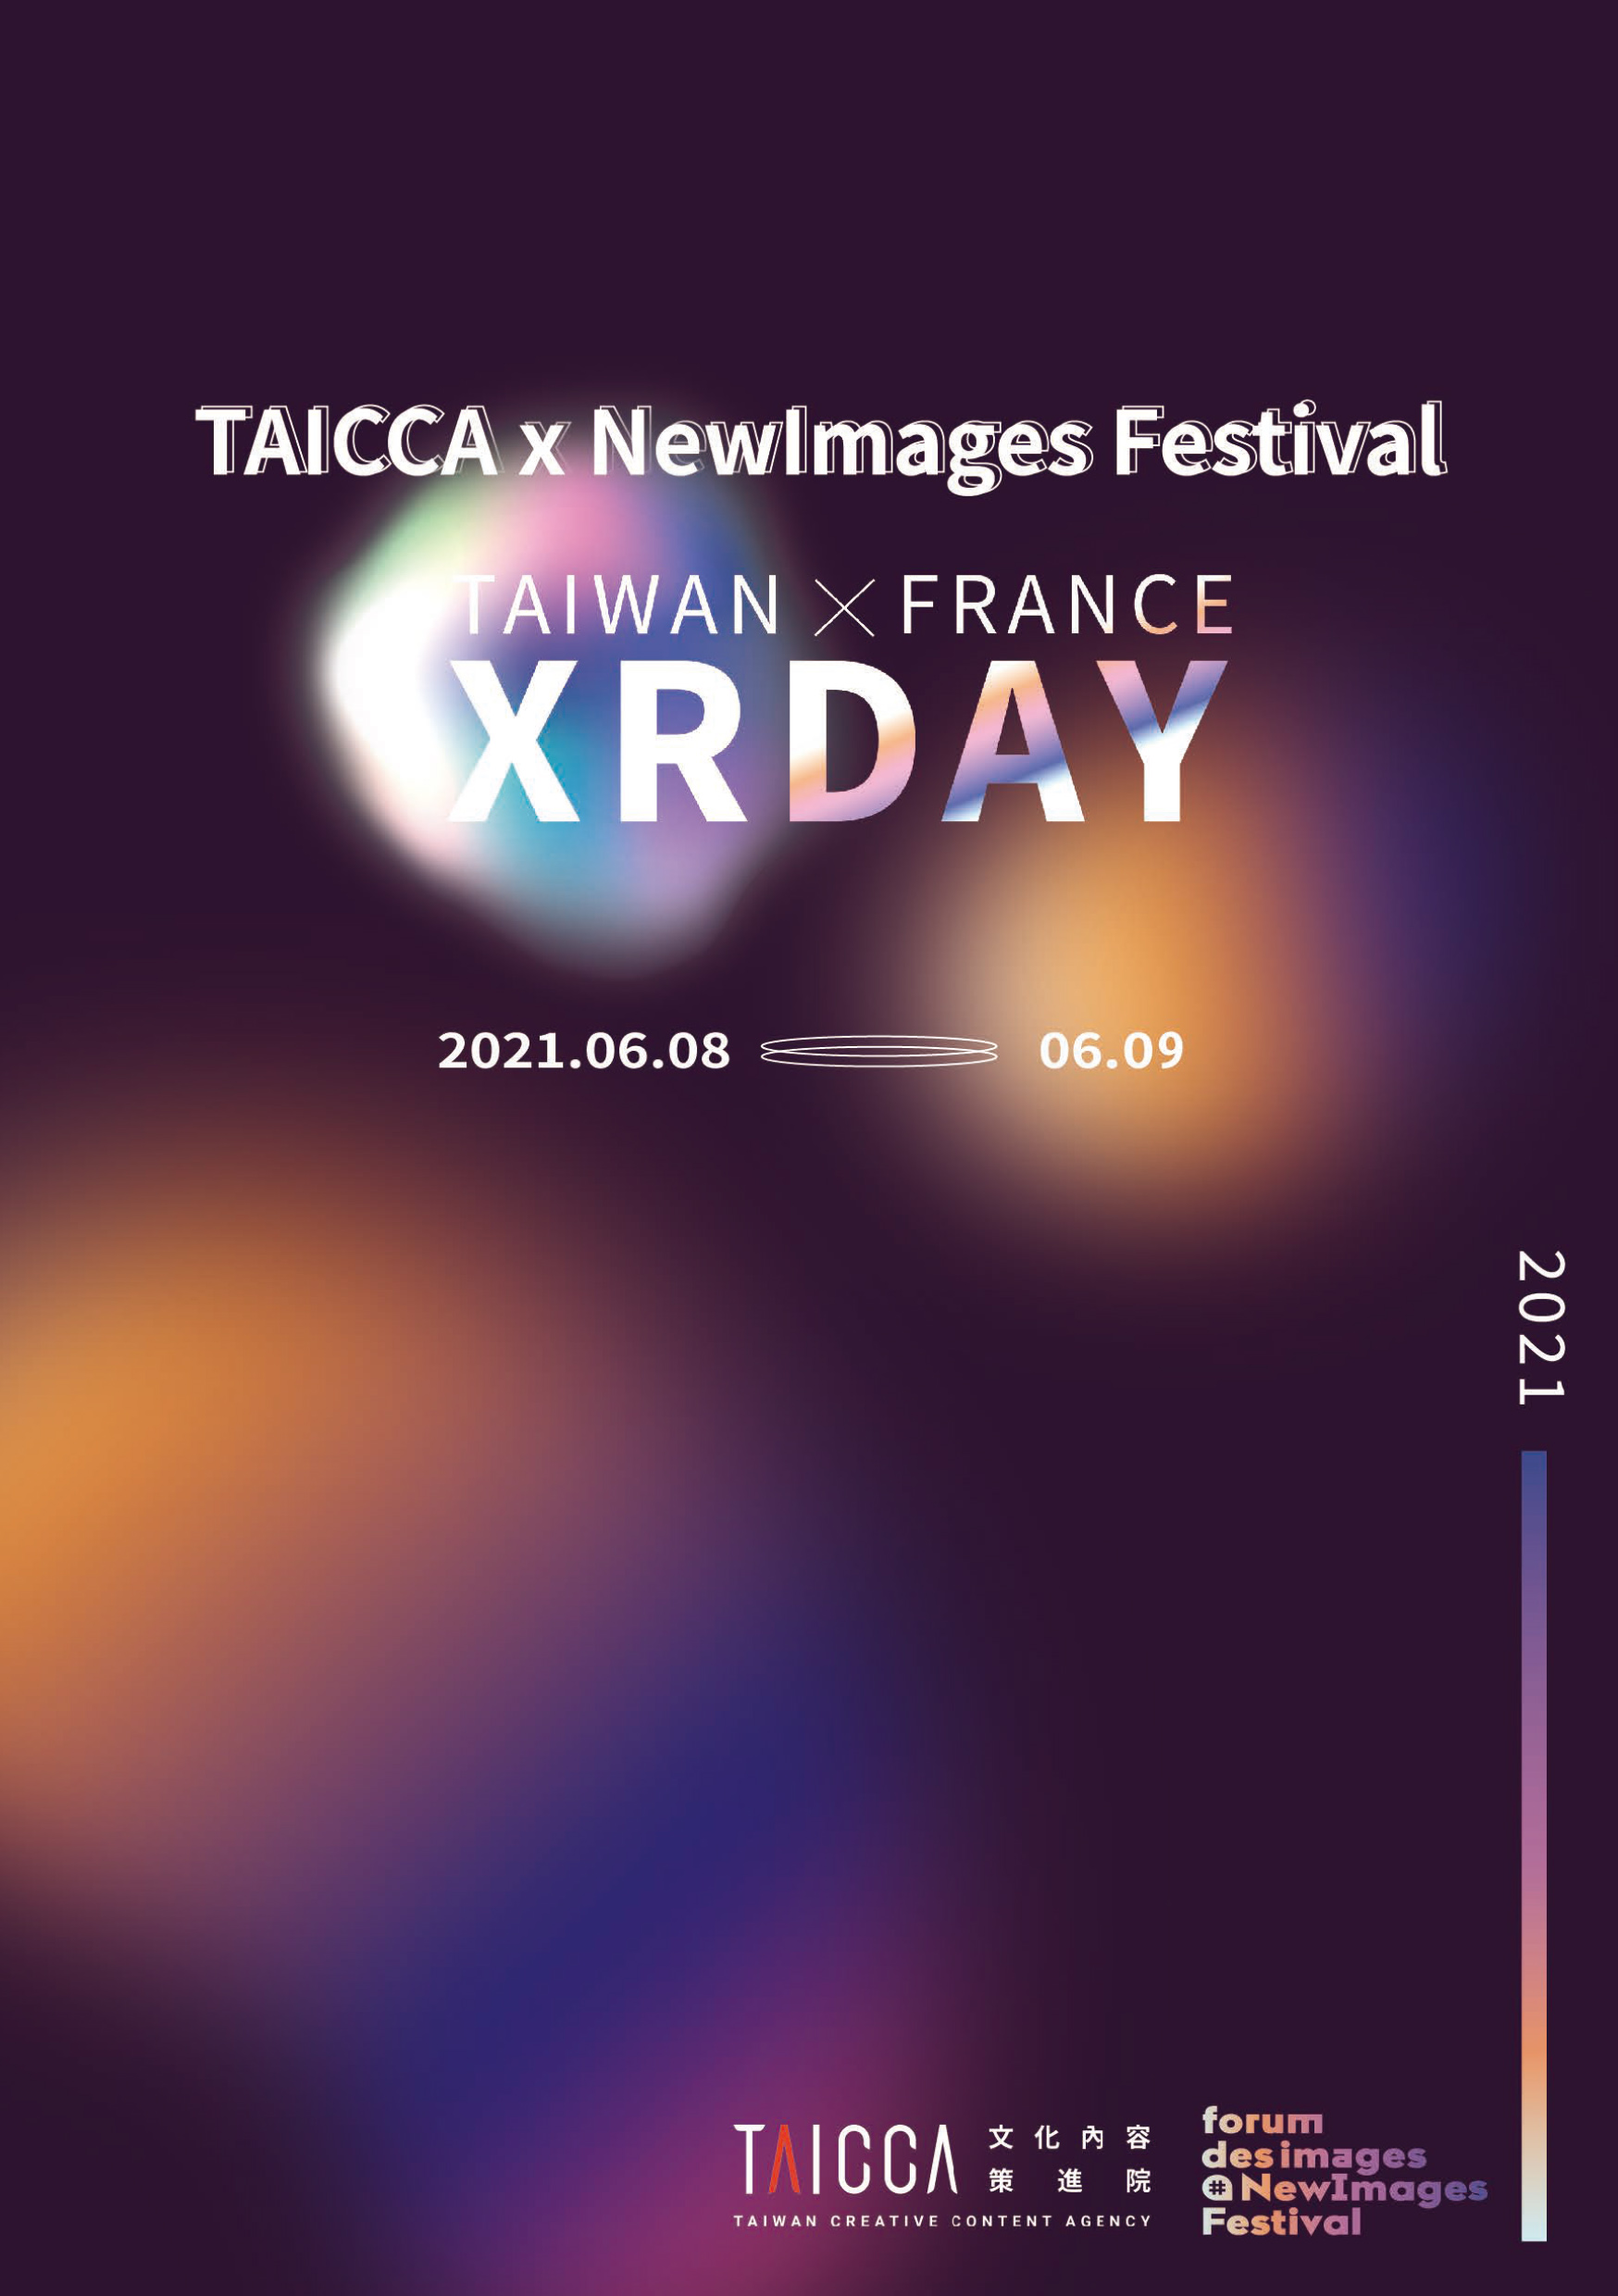 TAICCA x NewImages Festival
TAIWAN × FRANCE
XRDAY
2021.06.08 06.09
2021
TAICCA 文化內容
策進院
TAIWAN CREATIVE CONTENT AGENCY
forum
des images
# NewImages
Festival